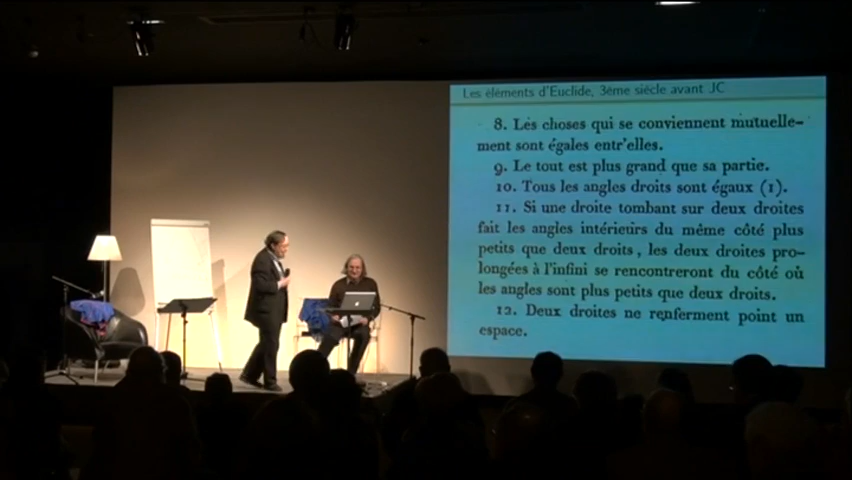 Les éléments d'Euclide, 3ème siécle avant JC
8. Les choses qui se conviennent mutuelle-
ment sont égales entr'elles.
9. Le tout est plus grand que sa partie.
10. Tous les angles droits sont égaux (1).
11. Si une droite tombant sur deux droites
fait les angles intérieurs du même côté plus
petits que deux droits, les deux droites pro-
longées à l'infini se rencontreront du côté où
les angles sont plus petits que deux droits.
12. Deux droites ne renferment point un
espace.